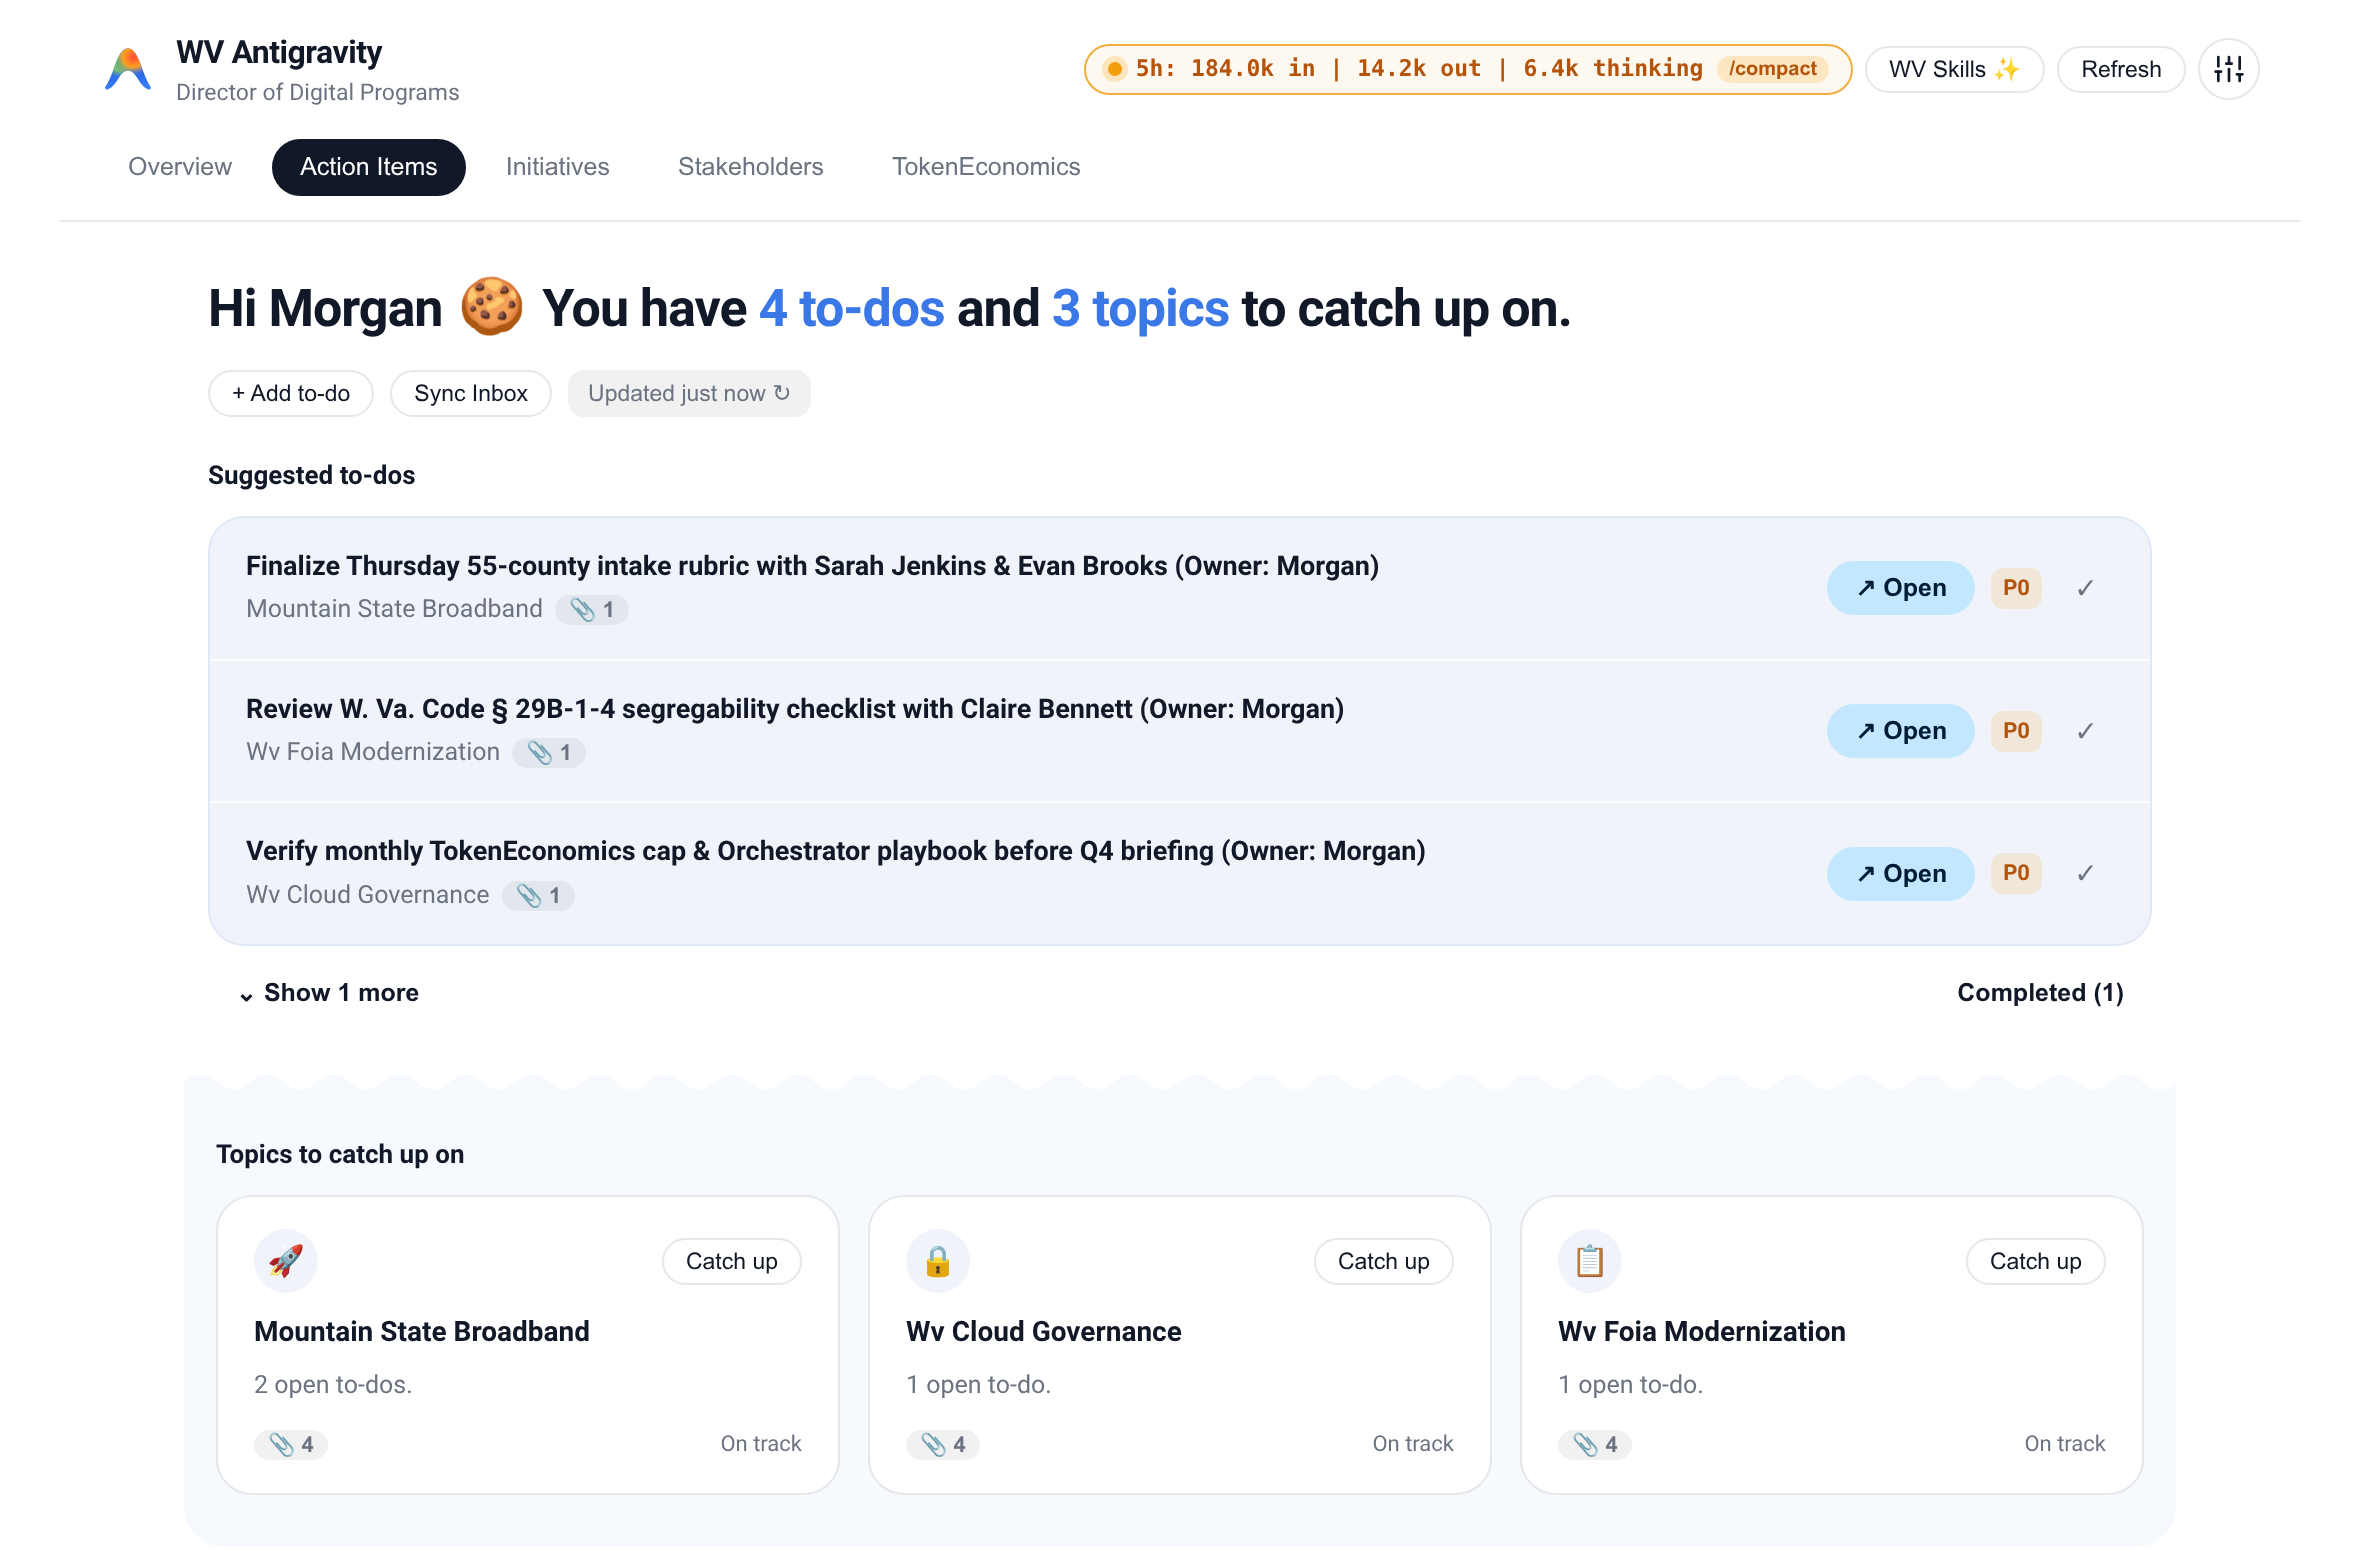 WV Antigravity
Director of Digital Programs
5h: 184.0k in | 14.2k out | 6.4k thinking /compact
WV Skills ✨
Refresh
Overview
Action Items
Initiatives
Stakeholders
TokenEconomics
Hi Morgan 🍪 You have 4 to-dos and 3 topics to catch up on.
+ Add to-do
Sync Inbox
Updated just now ↻
Suggested to-dos
Finalize Thursday 55-county intake rubric with Sarah Jenkins & Evan Brooks (Owner: Morgan)
Mountain State Broadband 📎 1
↗ Open P0 ✓
Review W. Va. Code § 29B-1-4 segregability checklist with Claire Bennett (Owner: Morgan)
Wv Foia Modernization 📎 1
↗ Open P0 ✓
Verify monthly TokenEconomics cap & Orchestrator playbook before Q4 briefing (Owner: Morgan)
Wv Cloud Governance 📎 1
↗ Open P0 ✓
⌄ Show 1 more
Completed (1)
Topics to catch up on
🚀 Catch up
Mountain State Broadband
2 open to-dos.
📎 4 On track
🔒 Catch up
Wv Cloud Governance
1 open to-do.
📎 4 On track
📋 Catch up
Wv Foia Modernization
1 open to-do.
📎 4 On track